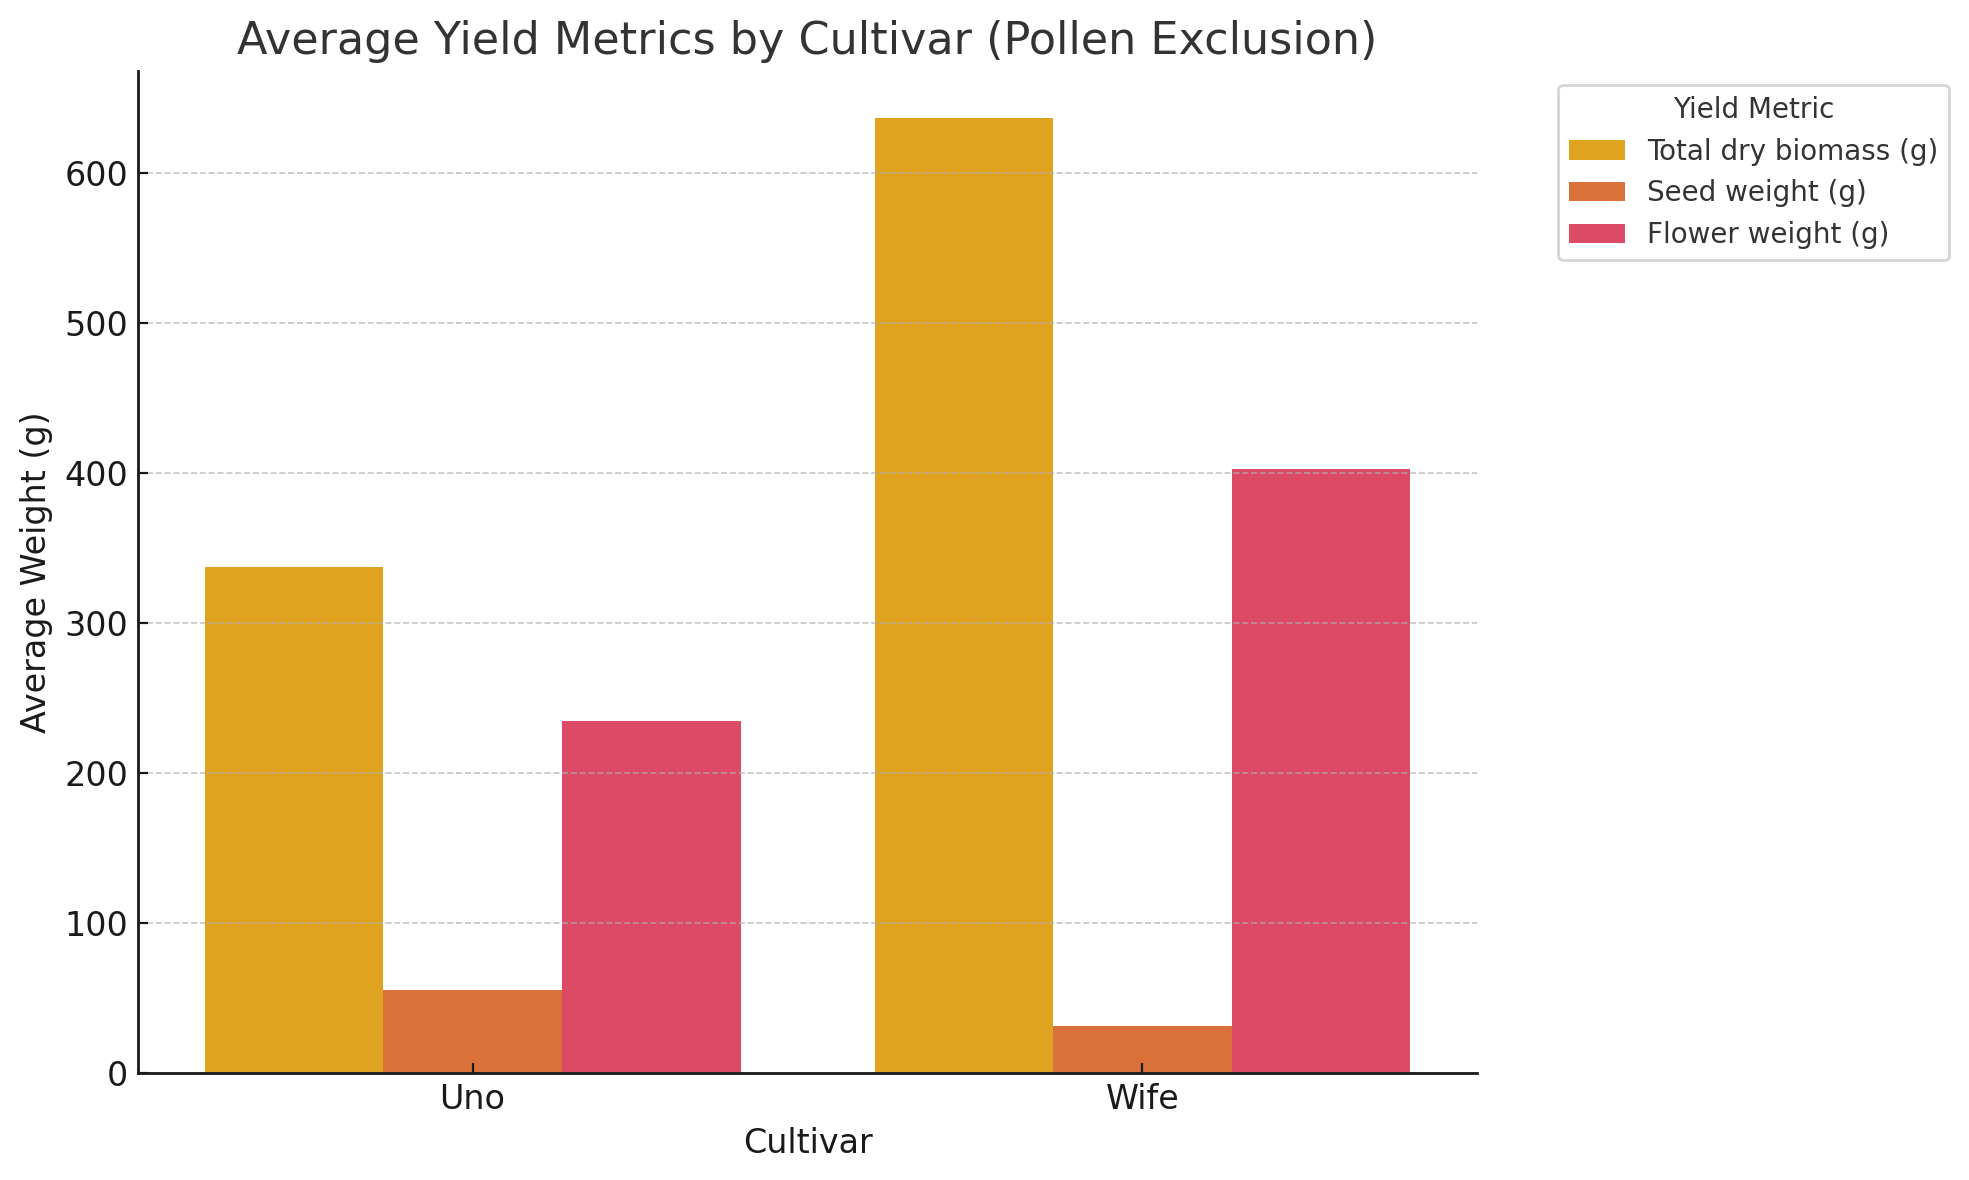 Average Yield Metrics by Cultivar (Pollen Exclusion)
Yield Metric
Total dry biomass (g)
Seed weight (g)
Flower weight (g)
Average Weight (g)
600
500
400
300
200
100
0
Uno
Wife
Cultivar